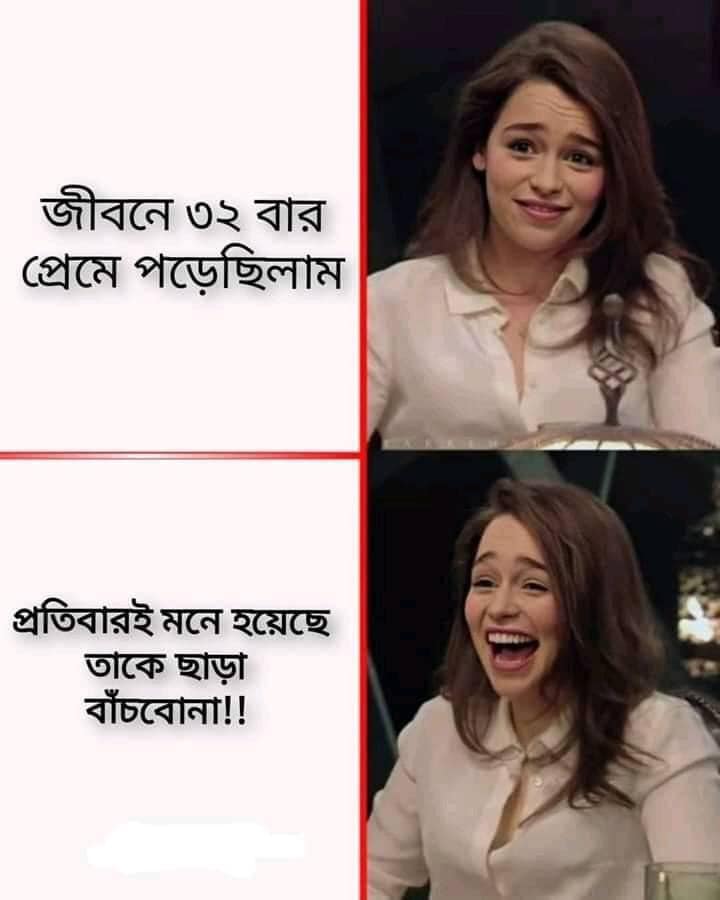 জীবনে ৩২ বার
প্রেমে পড়েছিলাম
প্রতিবারই মনে হয়েছে
তাকে ছাড়া
বাঁচবোনা!!